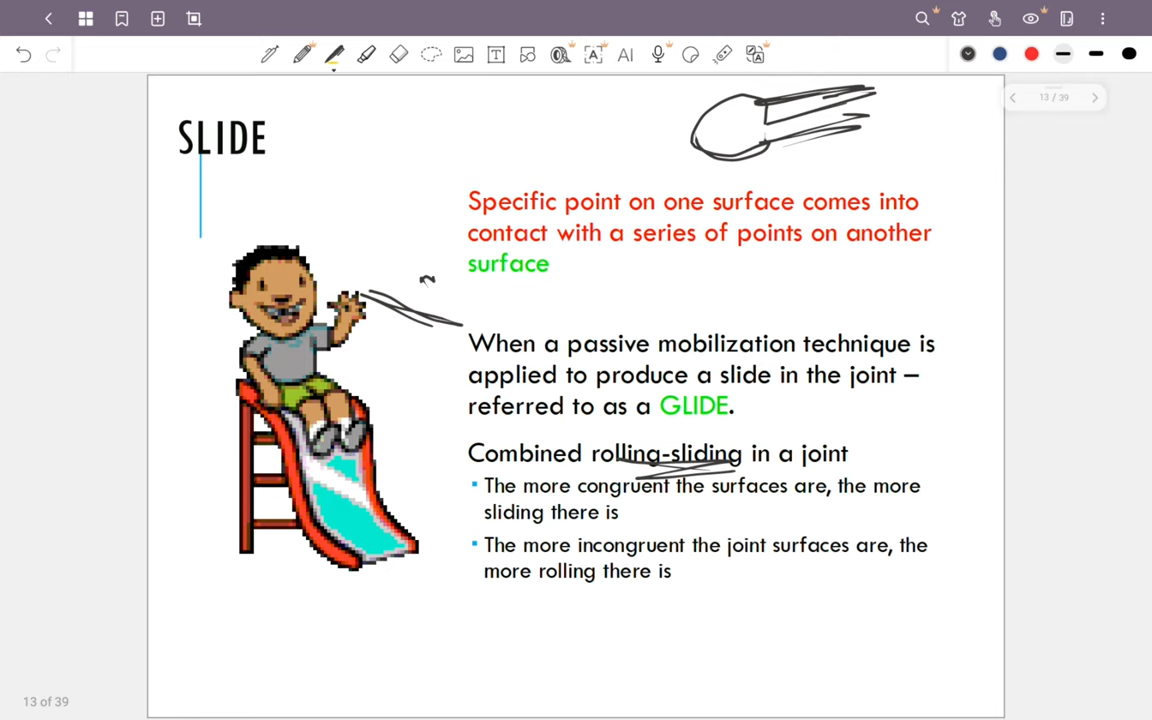 13 / 39
SLIDE
Specific point on one surface comes into
contact with a series of points on another
surface
When a passive mobilization technique is
applied to produce a slide in the joint –
referred to as a GLIDE.
Combined rolling-sliding in a joint
▪ The more congruent the surfaces are, the more
sliding there is
▪ The more incongruent the joint surfaces are, the
more rolling there is
13 of 39